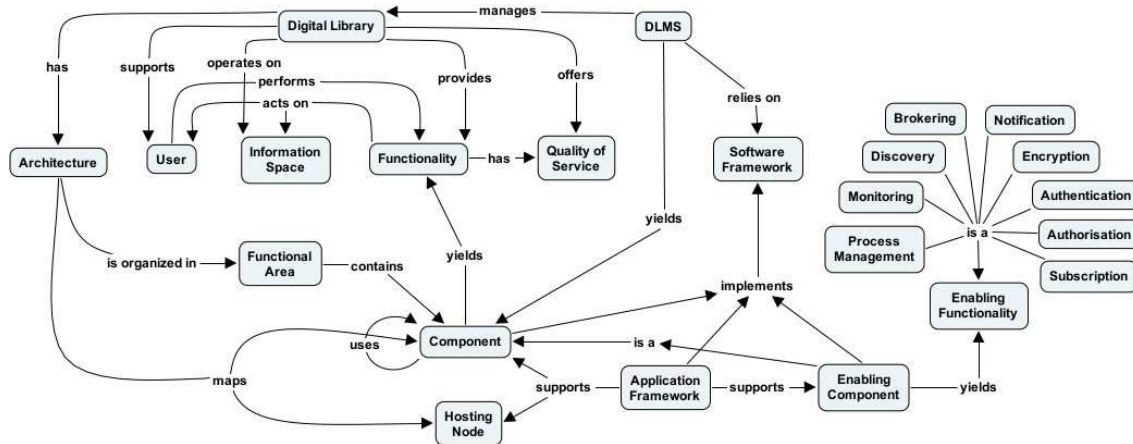 manages
Digital Library
DLMS
has
supports
operates on
provides
offers
performs
acts on
relies on
Architecture
User
Information
Space
Functionality
has
Quality of
Service
Software
Framework
Brokering
Notification
Discovery
Encryption
Monitoring
Authentication
is a
Process
Management
Authorisation
Subscription
yields
is organized in
Functional
Area
contains
yields
implements
Enabling
Functionality
uses
Component
is a
maps
supports
Application
Framework
supports
Enabling
Component
yields
Hosting
Node